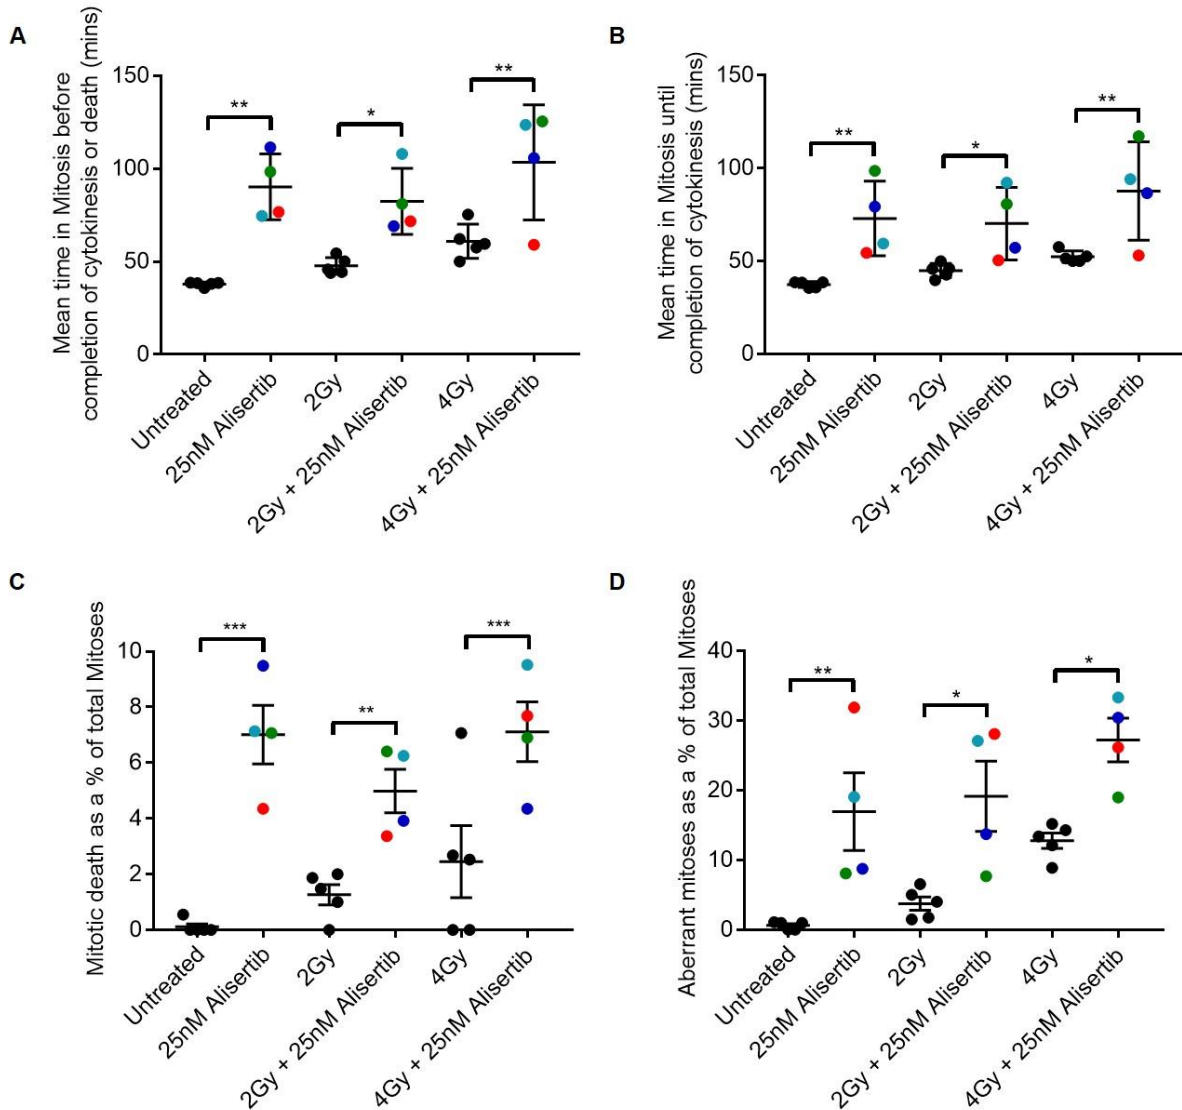 A
Mean time in Mitosis before
completion of cytokinesis or death (mins)
150
100
50
0
**
*
**
Untreated
25nM Alisertib
2Gy
2Gy + 25nM Alisertib
4Gy
4Gy + 25nM Alisertib
B
Mean time in Mitosis until
completion of cytokinesis (mins)
150
100
50
0
**
*
**
Untreated
25nM Alisertib
2Gy
2Gy + 25nM Alisertib
4Gy
4Gy + 25nM Alisertib
C
Mitotic death as a % of total Mitoses
10
8
6
4
2
0
***
**
***
Untreated
25nM Alisertib
2Gy
2Gy + 25nM Alisertib
4Gy
4Gy + 25nM Alisertib
D
Aberrant mitoses as a % of total Mitoses
40
30
20
10
0
**
*
*
Untreated
25nM Alisertib
2Gy
2Gy + 25nM Alisertib
4Gy
4Gy + 25nM Alisertib